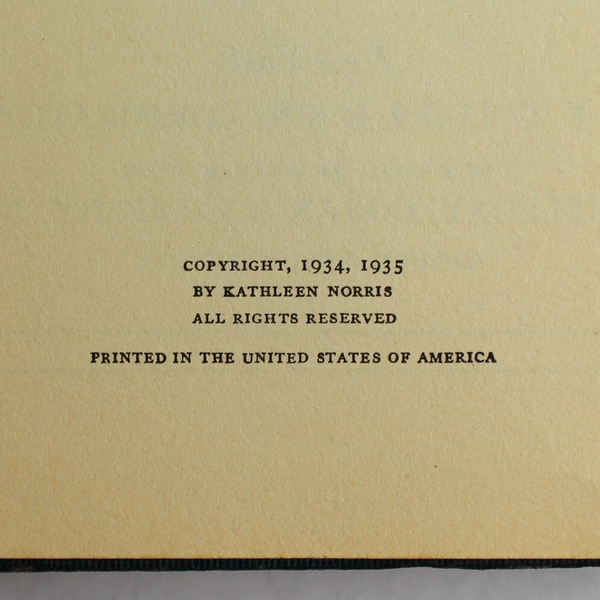 COPYRIGHT, 1934, 1935
BY KATHLEEN NORRIS
ALL RIGHTS RESERVED
PRINTED IN THE UNITED STATES OF AMERICA